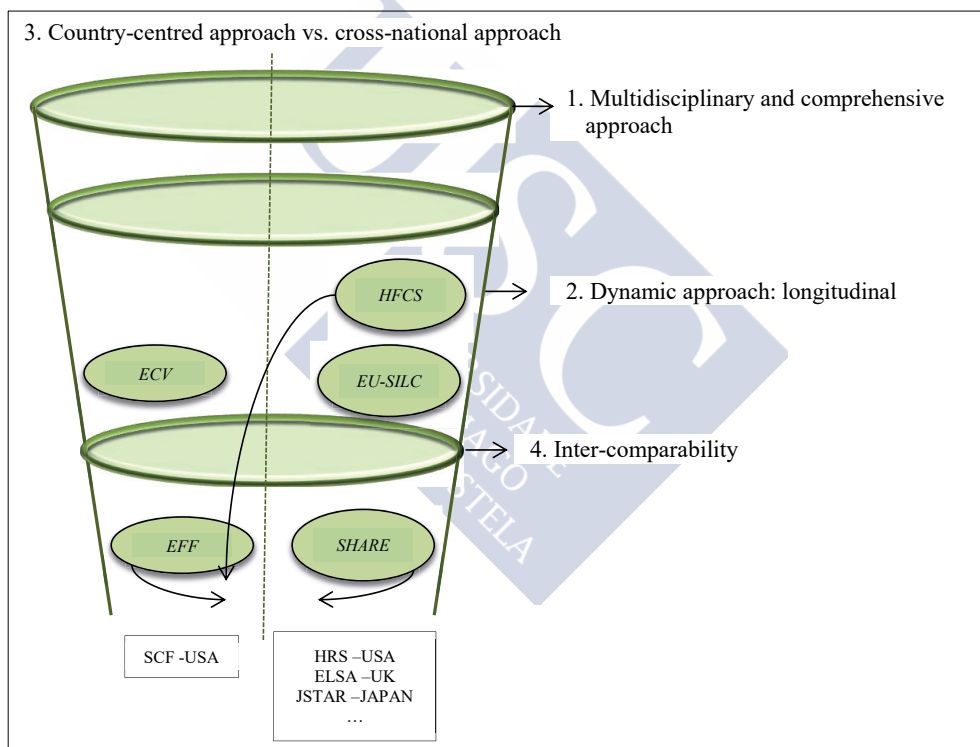 3. Country-centred approach vs. cross-national approach
1. Multidisciplinary and comprehensive
approach
HFCS
2. Dynamic approach: longitudinal
ECV
EU-SILC
4. Inter-comparability
EFF
SHARE
SCF -USA
HRS –USA
ELSA –UK
JSTAR –JAPAN
…